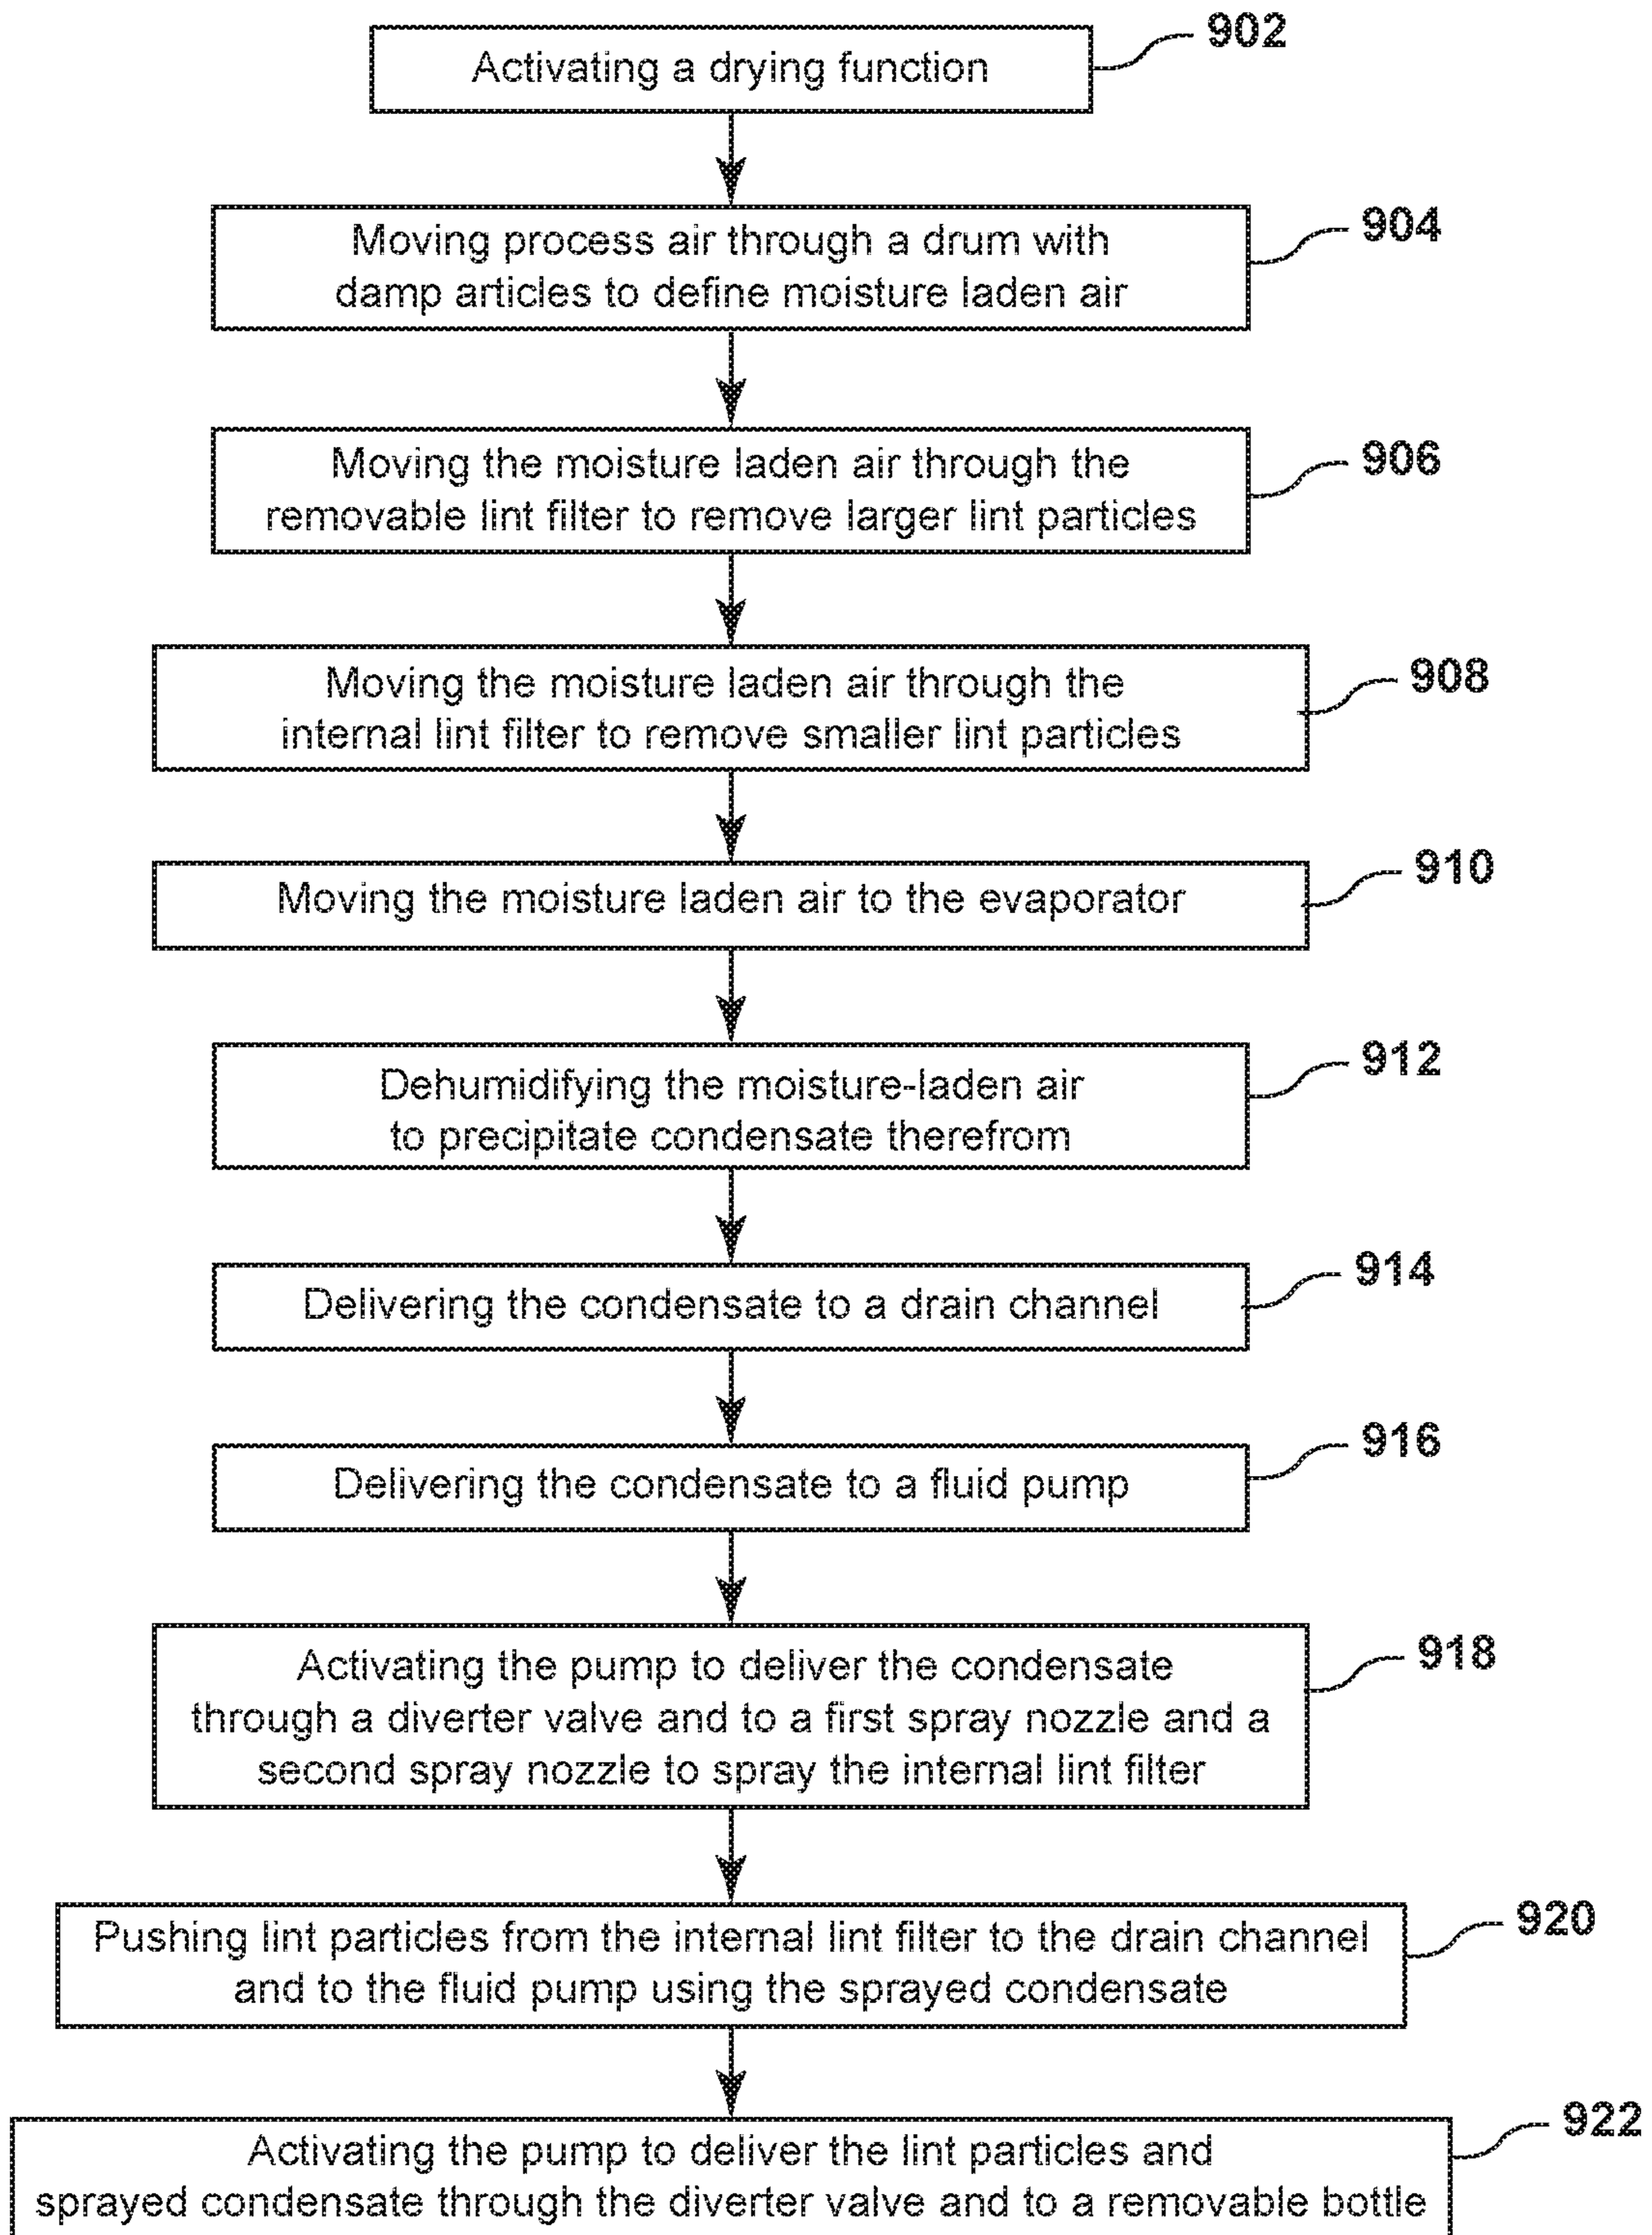 902
Activating a drying function
904
Moving process air through a drum with
damp articles to define moisture laden air
906
Moving the moisture laden air through the
removable lint filter to remove larger lint particles
908
Moving the moisture laden air through the
internal lint filter to remove smaller lint particles
910
Moving the moisture laden air to the evaporator
912
Dehumidifying the moisture-laden air
to precipitate condensate therefrom
914
Delivering the condensate to a drain channel
916
Delivering the condensate to a fluid pump
918
Activating the pump to deliver the condensate
through a diverter valve and to a first spray nozzle and a
second spray nozzle to spray the internal lint filter
920
Pushing lint particles from the internal lint filter to the drain channel
and to the fluid pump using the sprayed condensate
922
Activating the pump to deliver the lint particles and
sprayed condensate through the diverter valve and to a removable bottle